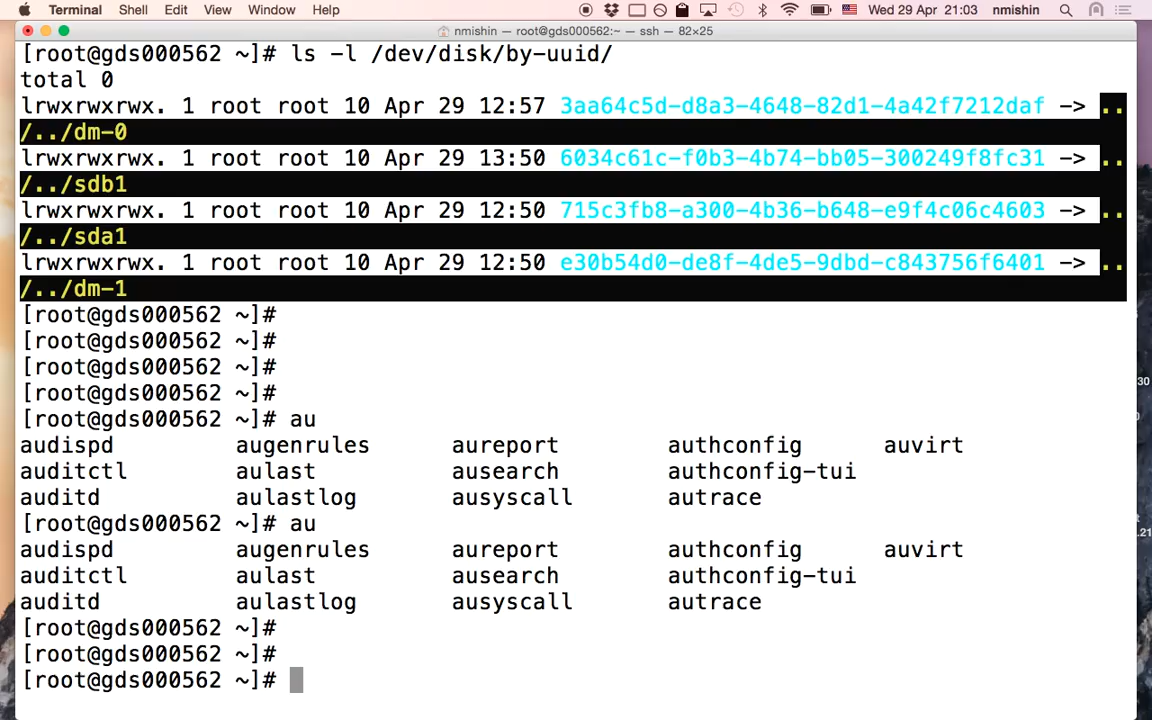 Terminal Shell Edit View Window Help Wed 29 Apr 21:03 nmishin
nmishin — root@gds000562:~ — ssh — 82×25
[root@gds000562 ~]# ls -l /dev/disk/by-uuid/
total 0
lrwxrwxrwx. 1 root root 10 Apr 29 12:57 3aa64c5d-d8a3-4648-82d1-4a42f7212daf -> ..
/../dm-0
lrwxrwxrwx. 1 root root 10 Apr 29 13:50 6034c61c-f0b3-4b74-bb05-300249f8fc31 -> ..
/../sdb1
lrwxrwxrwx. 1 root root 10 Apr 29 12:50 715c3fb8-a300-4b36-b648-e9f4c06c4603 -> ..
/../sda1
lrwxrwxrwx. 1 root root 10 Apr 29 12:50 e30b54d0-de8f-4de5-9dbd-c843756f6401 -> ..
/../dm-1
[root@gds000562 ~]#
[root@gds000562 ~]#
[root@gds000562 ~]#
[root@gds000562 ~]#
[root@gds000562 ~]# au
audispd augenrules aureport authconfig auvirt
auditctl aulast ausearch authconfig-tui
auditd aulastlog ausyscall autrace
[root@gds000562 ~]# au
audispd augenrules aureport authconfig auvirt
auditctl aulast ausearch authconfig-tui
auditd aulastlog ausyscall autrace
[root@gds000562 ~]#
[root@gds000562 ~]#
[root@gds000562 ~]#